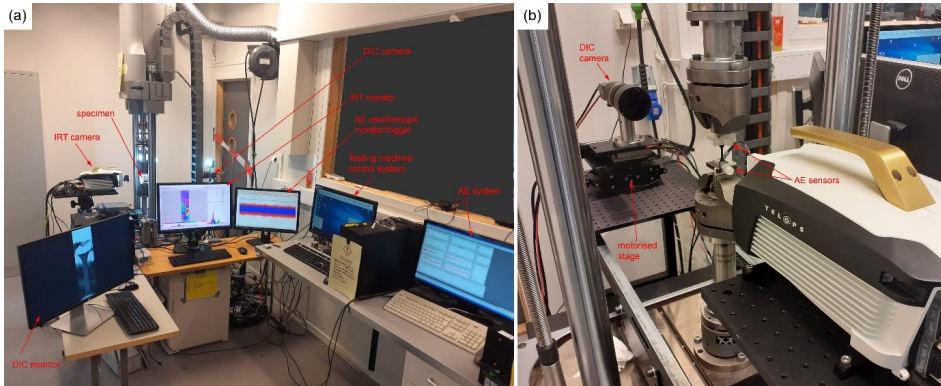 (a)
DIC camera
IRT monitor
AE oscilloscopic
monitor/logger
Testing machine
control system
AE system
specimen
IRT camera
DIC monitor
(b)
DIC
camera
DELL
AE sensors
TELOPS
motorised
stage